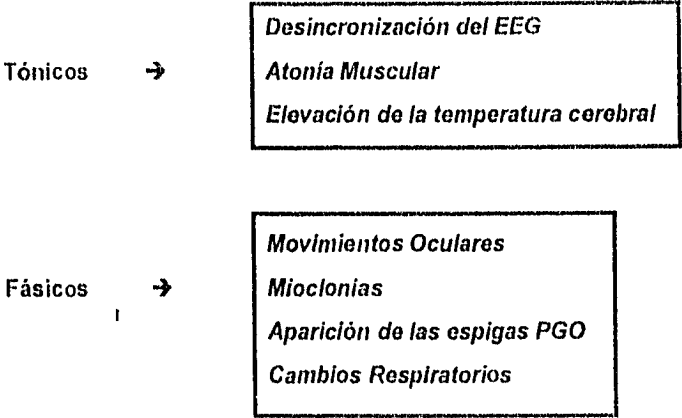 Desincronización del EEG
Tónicos → Atonía Muscular
Elevación de la temperatura cerebral
Movimientos Oculares
Fásicos → Mioclonias
Aparición de las espigas PGO
Cambios Respiratorios